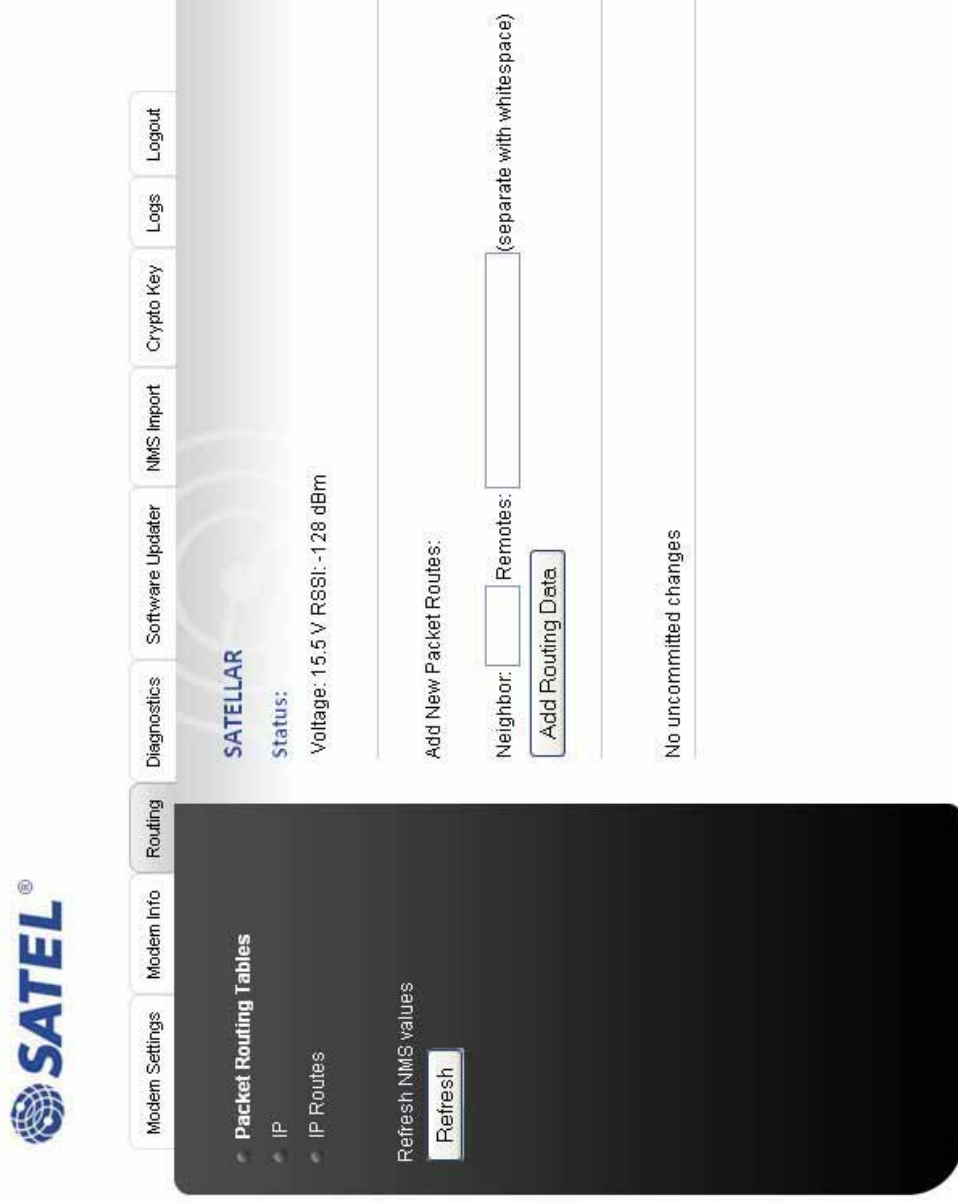 SATEL®
Modem Settings Modem Info Routing Diagnostics Software Updater NMS Import Crypto Key Logs Logout
Packet Routing Tables
IP
IP Routes
Refresh NMS values
Refresh
SATELLAR
Status:
Voltage: 15.5 V RSSI: -128 dBm
Add New Packet Routes:
Neighbor: Remotes: (separate with whitespace)
Add Routing Data
No uncommitted changes